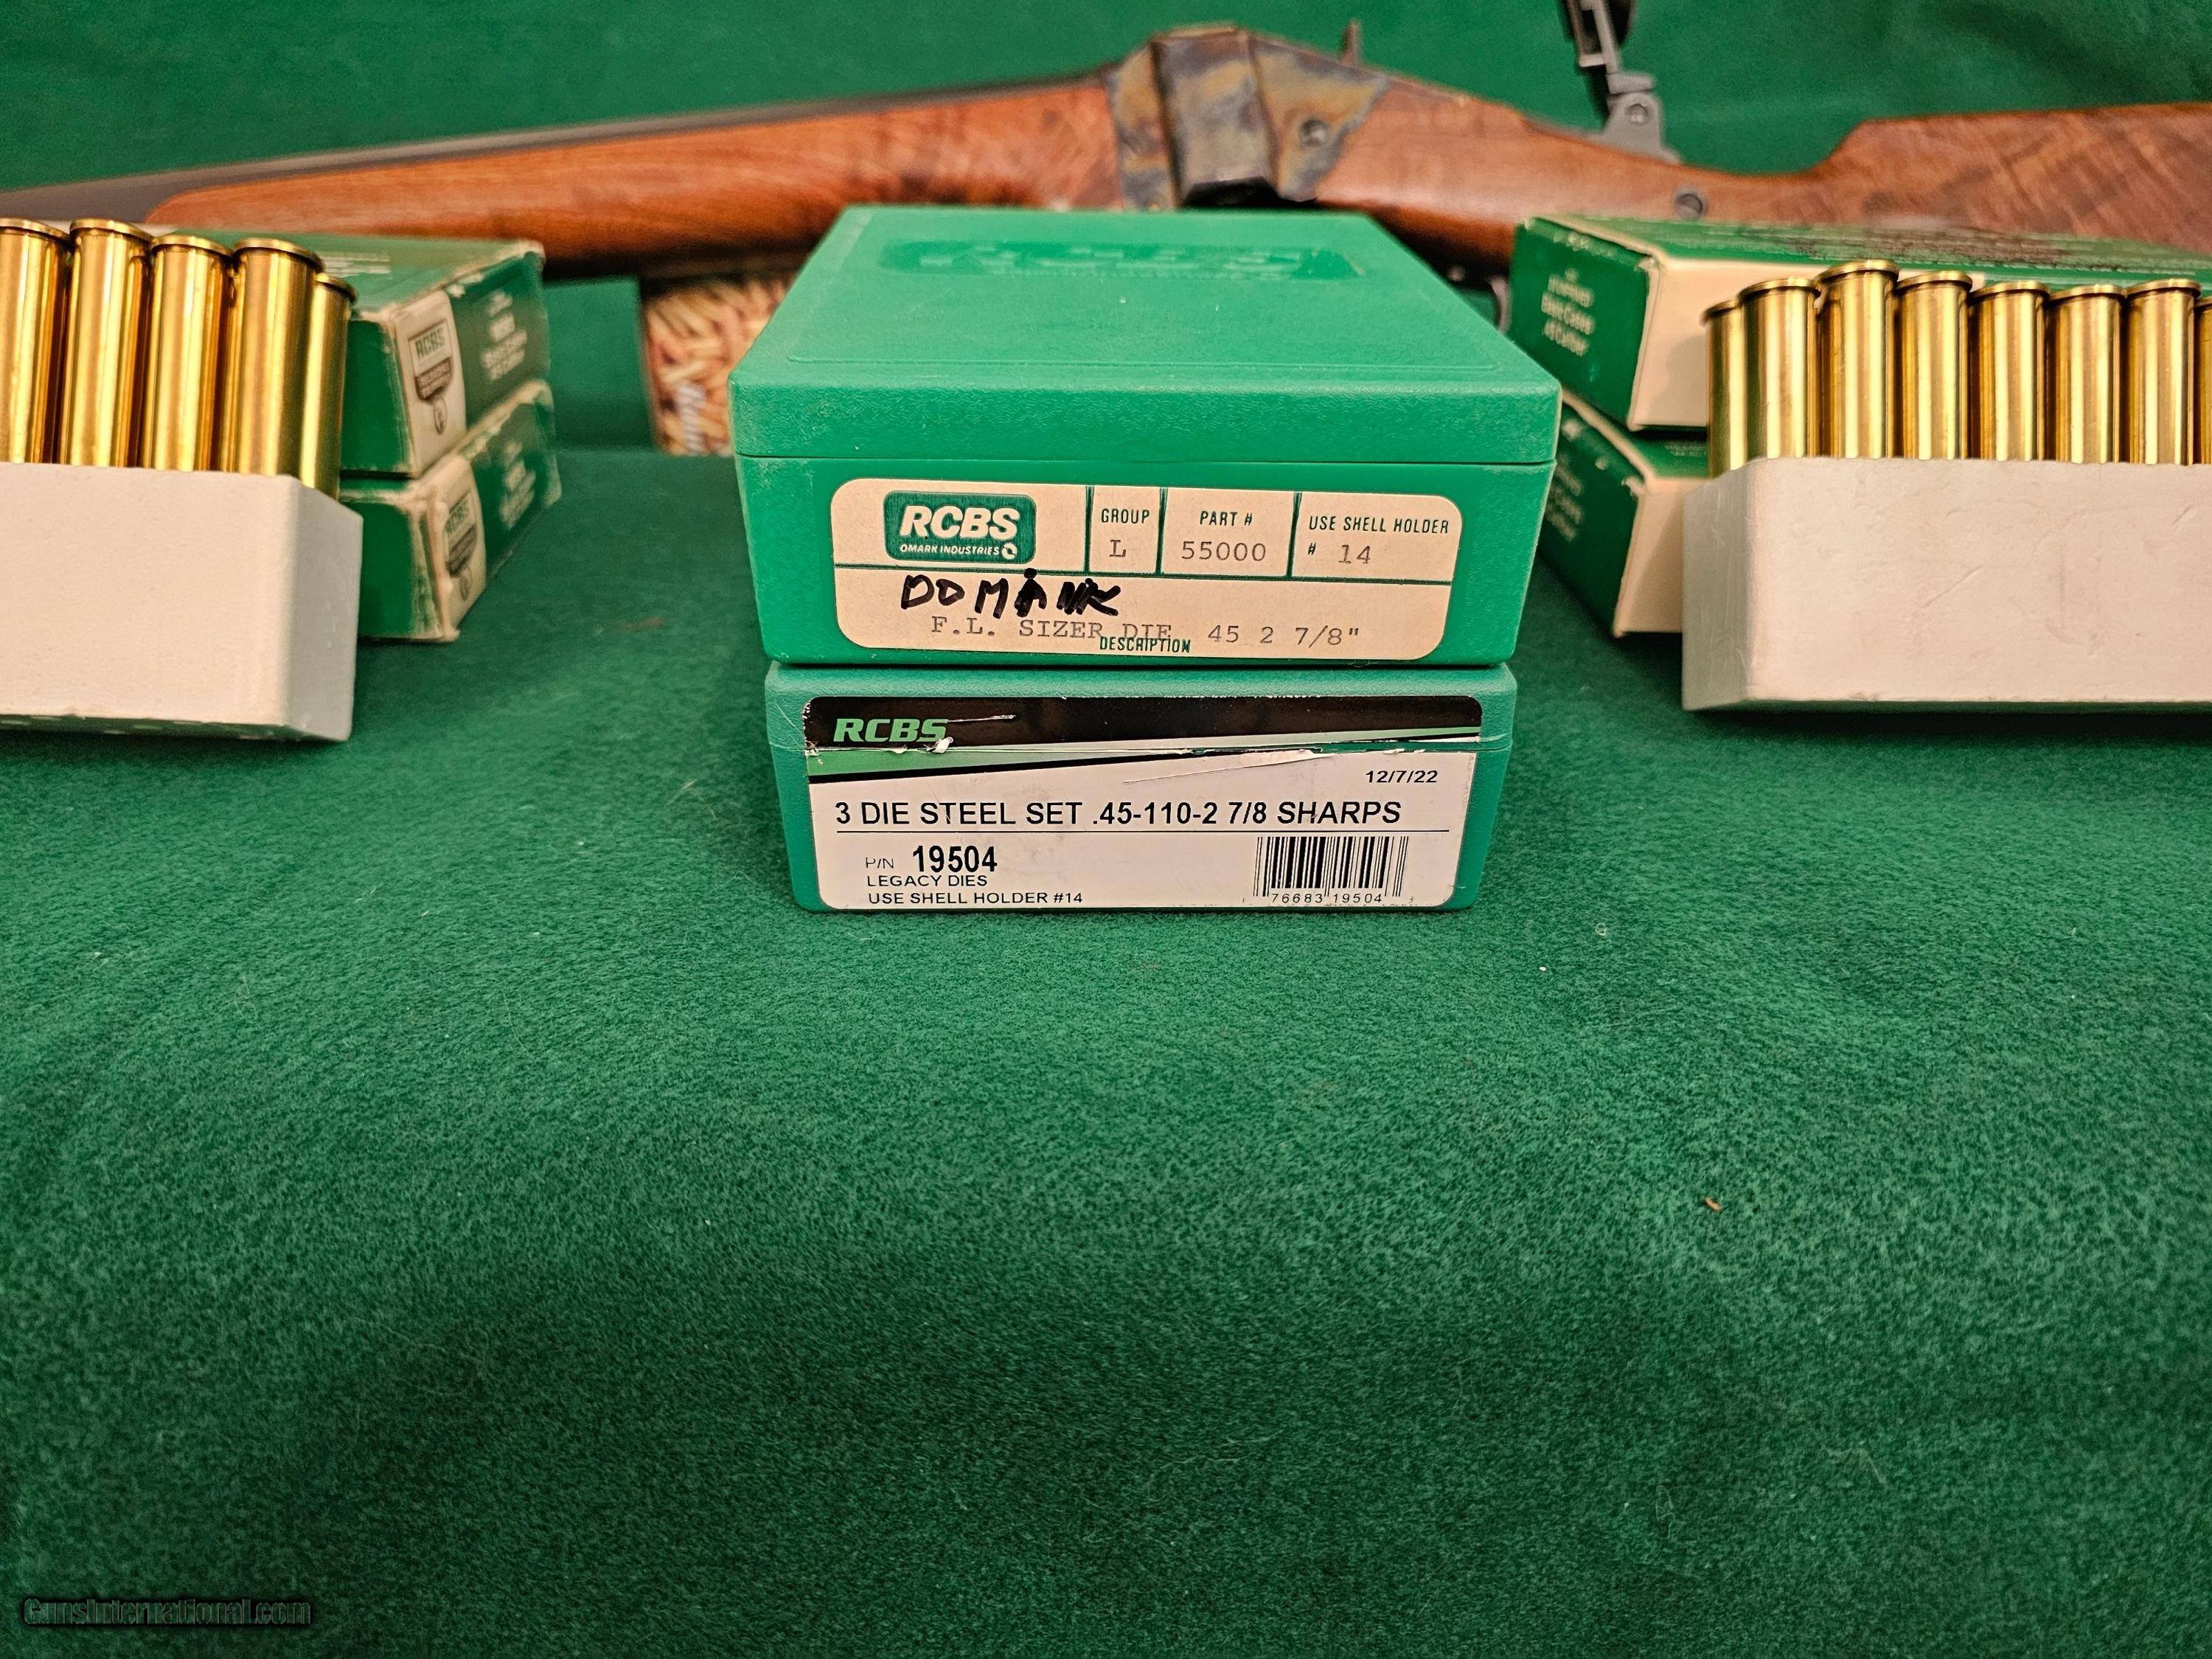 RCBS
RCBS
OMARK INDUSTRIES
GROUP
L
PART #
55000
USE SHELL HOLDER
# 14
F.L. SIZER DIE 45 2 7/8"
DESCRIPTION
RCBS
12/7/22
3 DIE STEEL SET .45-110-2 7/8 SHARPS
P/N 19504
LEGACY DIES
USE SHELL HOLDER #14
76683 19504
GunsInternational.com